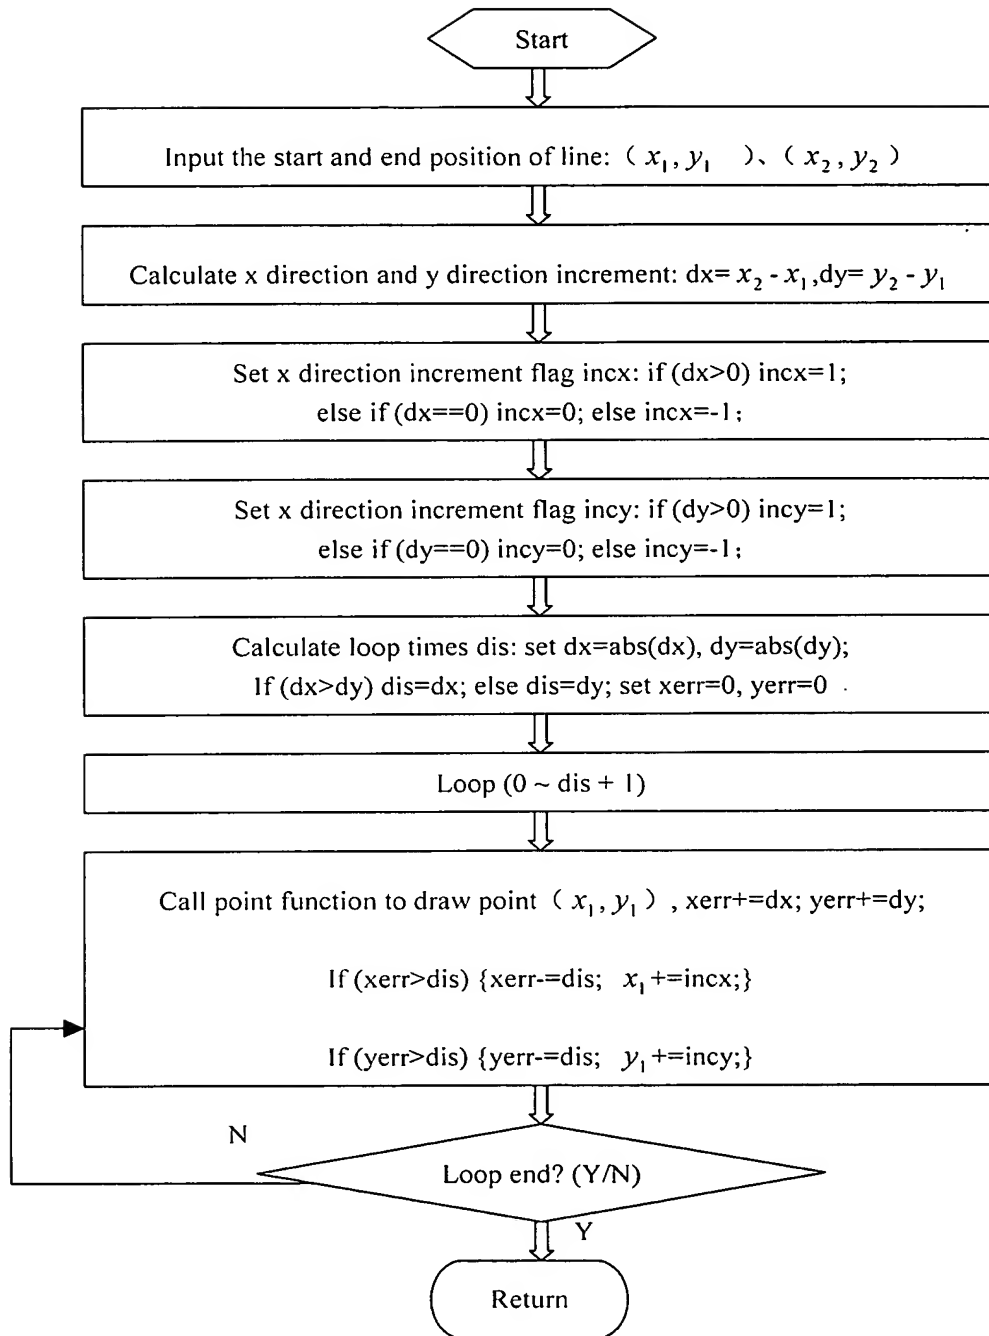 Start
Input the start and end position of line: （ x₁, y₁ ）、（ x₂, y₂ ）
Calculate x direction and y direction increment: dx= x₂ - x₁ ,dy= y₂ - y₁
Set x direction increment flag incx: if (dx>0) incx=1;
else if (dx==0) incx=0; else incx=-1;
Set x direction increment flag incy: if (dy>0) incy=1;
else if (dy==0) incy=0; else incy=-1;
Calculate loop times dis: set dx=abs(dx), dy=abs(dy);
If (dx>dy) dis=dx; else dis=dy; set xerr=0, yerr=0
Loop (0 ~ dis + 1)
Call point function to draw point （ x₁, y₁ ）, xerr+=dx; yerr+=dy;
If (xerr>dis) {xerr-=dis; x₁ +=incx;}
If (yerr>dis) {yerr-=dis; y₁ +=incy;}
N
Loop end? (Y/N)
Y
Return